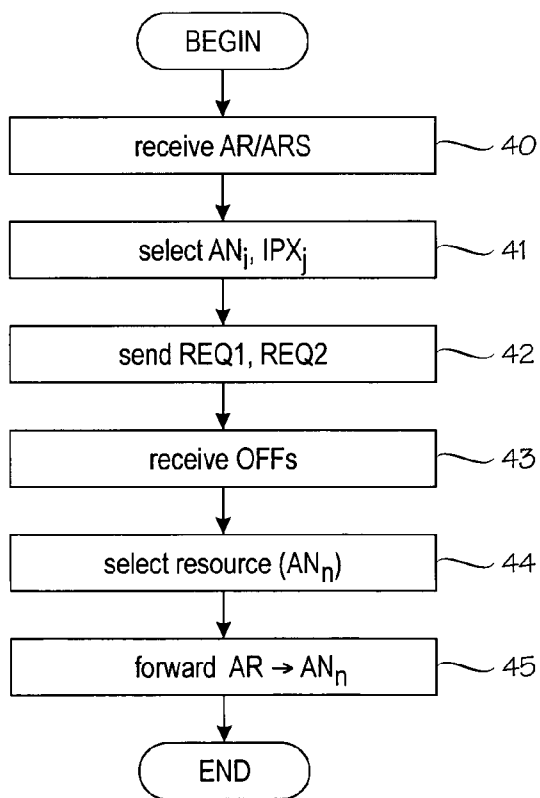 BEGIN
receive AR/ARS 40
select ANi, IPXj 41
send REQ1, REQ2 42
receive OFFs 43
select resource (ANn) 44
forward AR → ANn 45
END